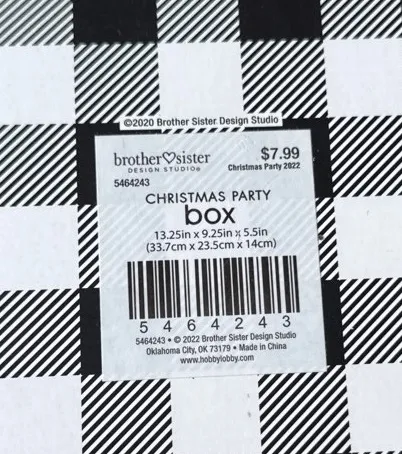 ©2020 Brother Sister Design Studio
brother♡sister $7.99
DESIGN STUDIO® Christmas Party 2022
5464243
CHRISTMAS PARTY
box
13.25in x 9.25in x 5.5in
(33.7cm x 23.5cm x 14cm)
5 4 6 4 2 4 3
5464243 • © 2022 Brother Sister Design Studio
Oklahoma City, OK 73179 • Made in China
www.hobbylobby.com